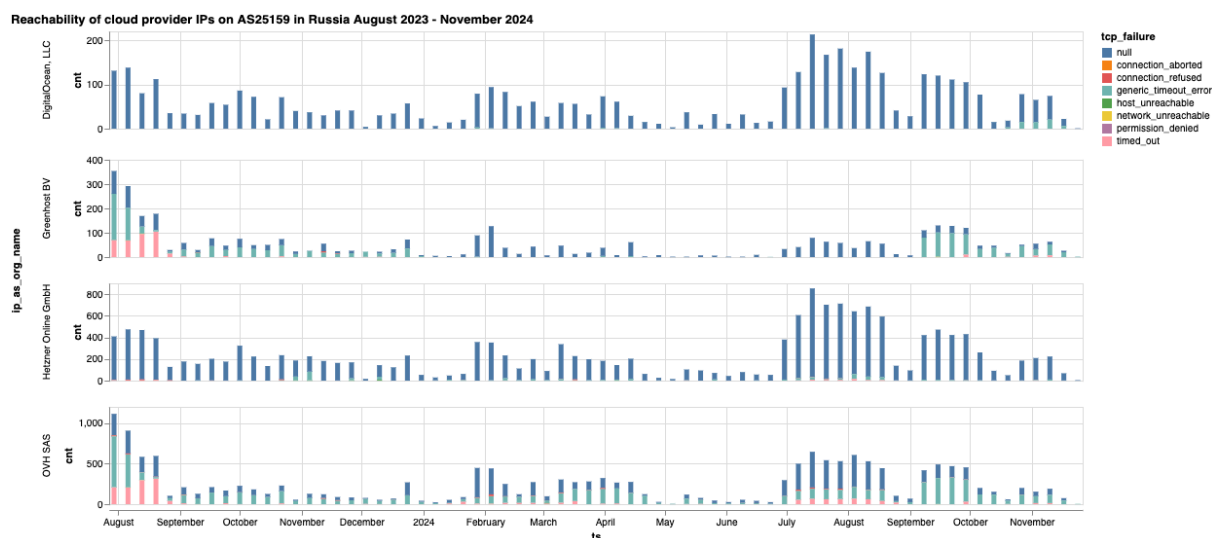 Reachability of cloud provider IPs on AS25159 in Russia August 2023 - November 2024
tcp_failure
null
connection_aborted
connection_refused
generic_timeout_error
host_unreachable
network_unreachable
permission_denied
timed_out
ip_as_org_name
DigitalOcean, LLC
cnt
200
100
0
Greenhost BV
cnt
400
300
200
100
0
Hetzner Online GmbH
cnt
800
600
400
200
0
OVH SAS
cnt
1,000
500
0
August September October November December 2024 February March April May June July August September October November
ts